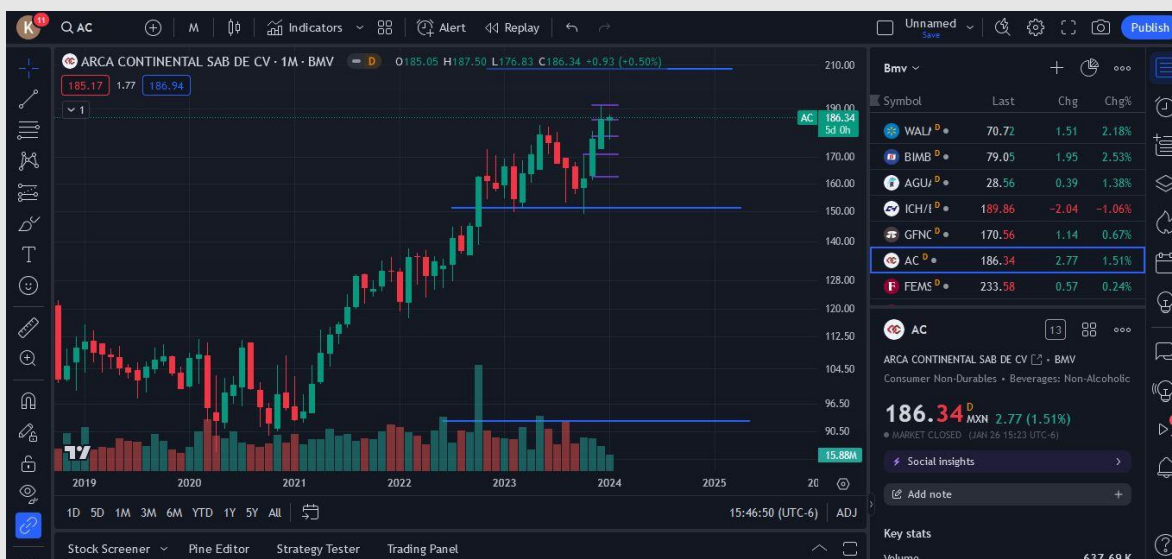 K 11 AC M Indicators Alert Replay Unnamed Save Publish
ARCA CONTINENTAL SAB DE CV · 1M · BMV D O185.05 H187.50 L176.83 C186.34 +0.93 (+0.50%)
185.17 1.77 186.94
1
210.00
190.00
AC 186.34
5d 0h
170.00
160.00
150.00
140.00
128.00
120.00
112.50
104.50
96.50
90.50
15.88M
2019 2020 2021 2022 2023 2024 2025 20
1D 5D 1M 3M 6M YTD 1Y 5Y All 15:46:50 (UTC-6) ADJ
Stock Screener Pine Editor Strategy Tester Trading Panel
Bmv
Symbol Last Chg Chg%
WAL D 70.72 1.51 2.18%
BIMB D 79.05 1.95 2.53%
AGU D 28.56 0.39 1.38%
ICH/ D 189.86 −2.04 −1.06%
GFNC D 170.56 1.14 0.67%
AC D 186.34 2.77 1.51%
FEMS D 233.58 0.57 0.24%
AC 13
ARCA CONTINENTAL SAB DE CV • BMV
Consumer Non-Durables • Beverages: Non-Alcoholic
186.34 D MXN 2.77 (1.51%)
MARKET CLOSED (JAN 26 15:23 UTC-6)
Social insights
Add note
Key stats
Volume 637.69K